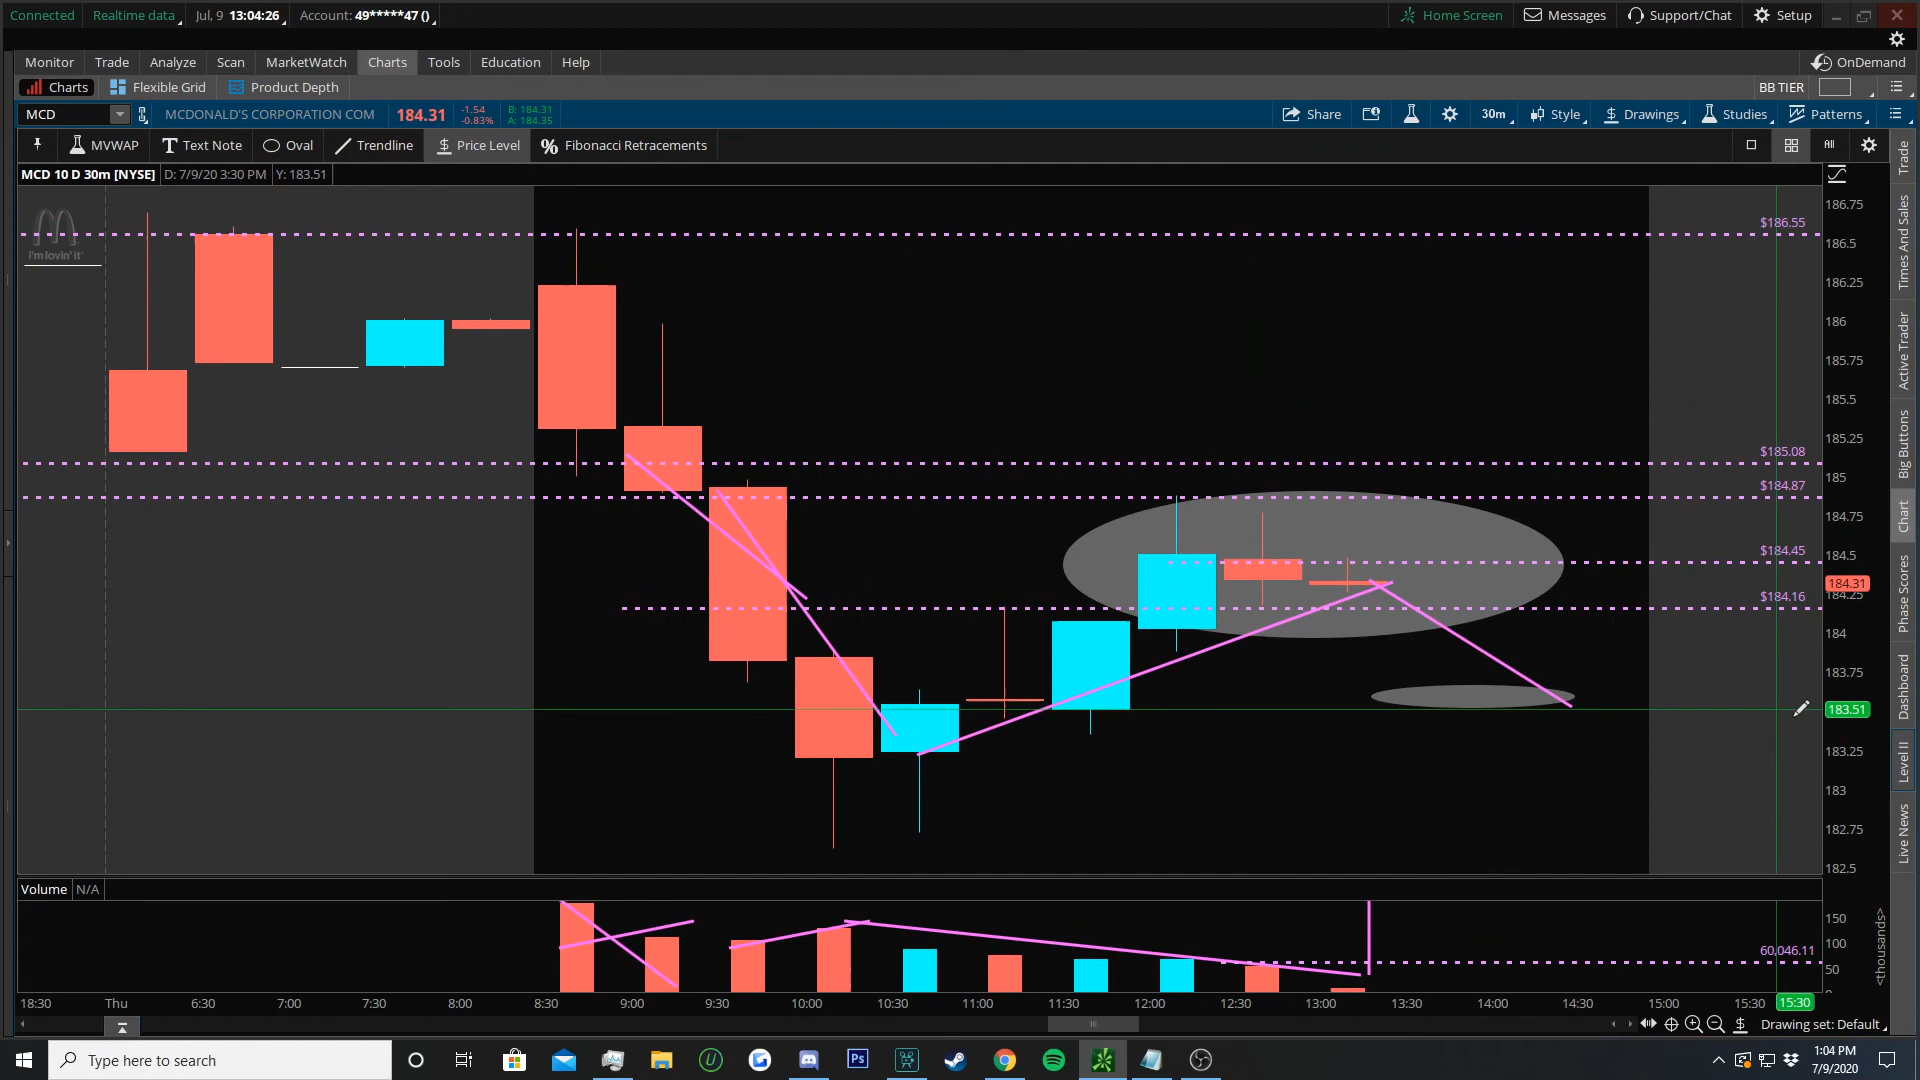 Connected Realtime data Jul, 9 13:04:26 Account: 49*****47 () Home Screen Messages Support/Chat Setup
Monitor Trade Analyze Scan MarketWatch Charts Tools Education Help OnDemand
Charts Flexible Grid Product Depth BB TIER
MCD MCDONALD'S CORPORATION COM 184.31 -1.54 -0.83% B: 184.31 A: 184.35 Share 30m Style Drawings Studies Patterns
MVWAP Text Note Oval Trendline Price Level Fibonacci Retracements All
MCD 10 D 30m [NYSE] D: 7/9/20 3:30 PM Y: 183.51
i'm lovin' it
$186.55
$185.08
$184.87
$184.45
$184.16
186.75
186.5
186.25
186
185.75
185.5
185.25
185
184.75
184.5
184.31
184.25
184
183.75
183.51
183.25
183
182.75
182.5
Trade
Times And Sales
Active Trader
Big Buttons
Chart
Phase Scores
Dashboard
Level II
Live News
Volume N/A
150
100
50
0
<thousands>
60,046.11
18:30 Thu 6:30 7:00 7:30 8:00 8:30 9:00 9:30 10:00 10:30 11:00 11:30 12:00 12:30 13:00 13:30 14:00 14:30 15:00 15:30 15:30
Drawing set: Default
Type here to search
Ps
1:04 PM
7/9/2020